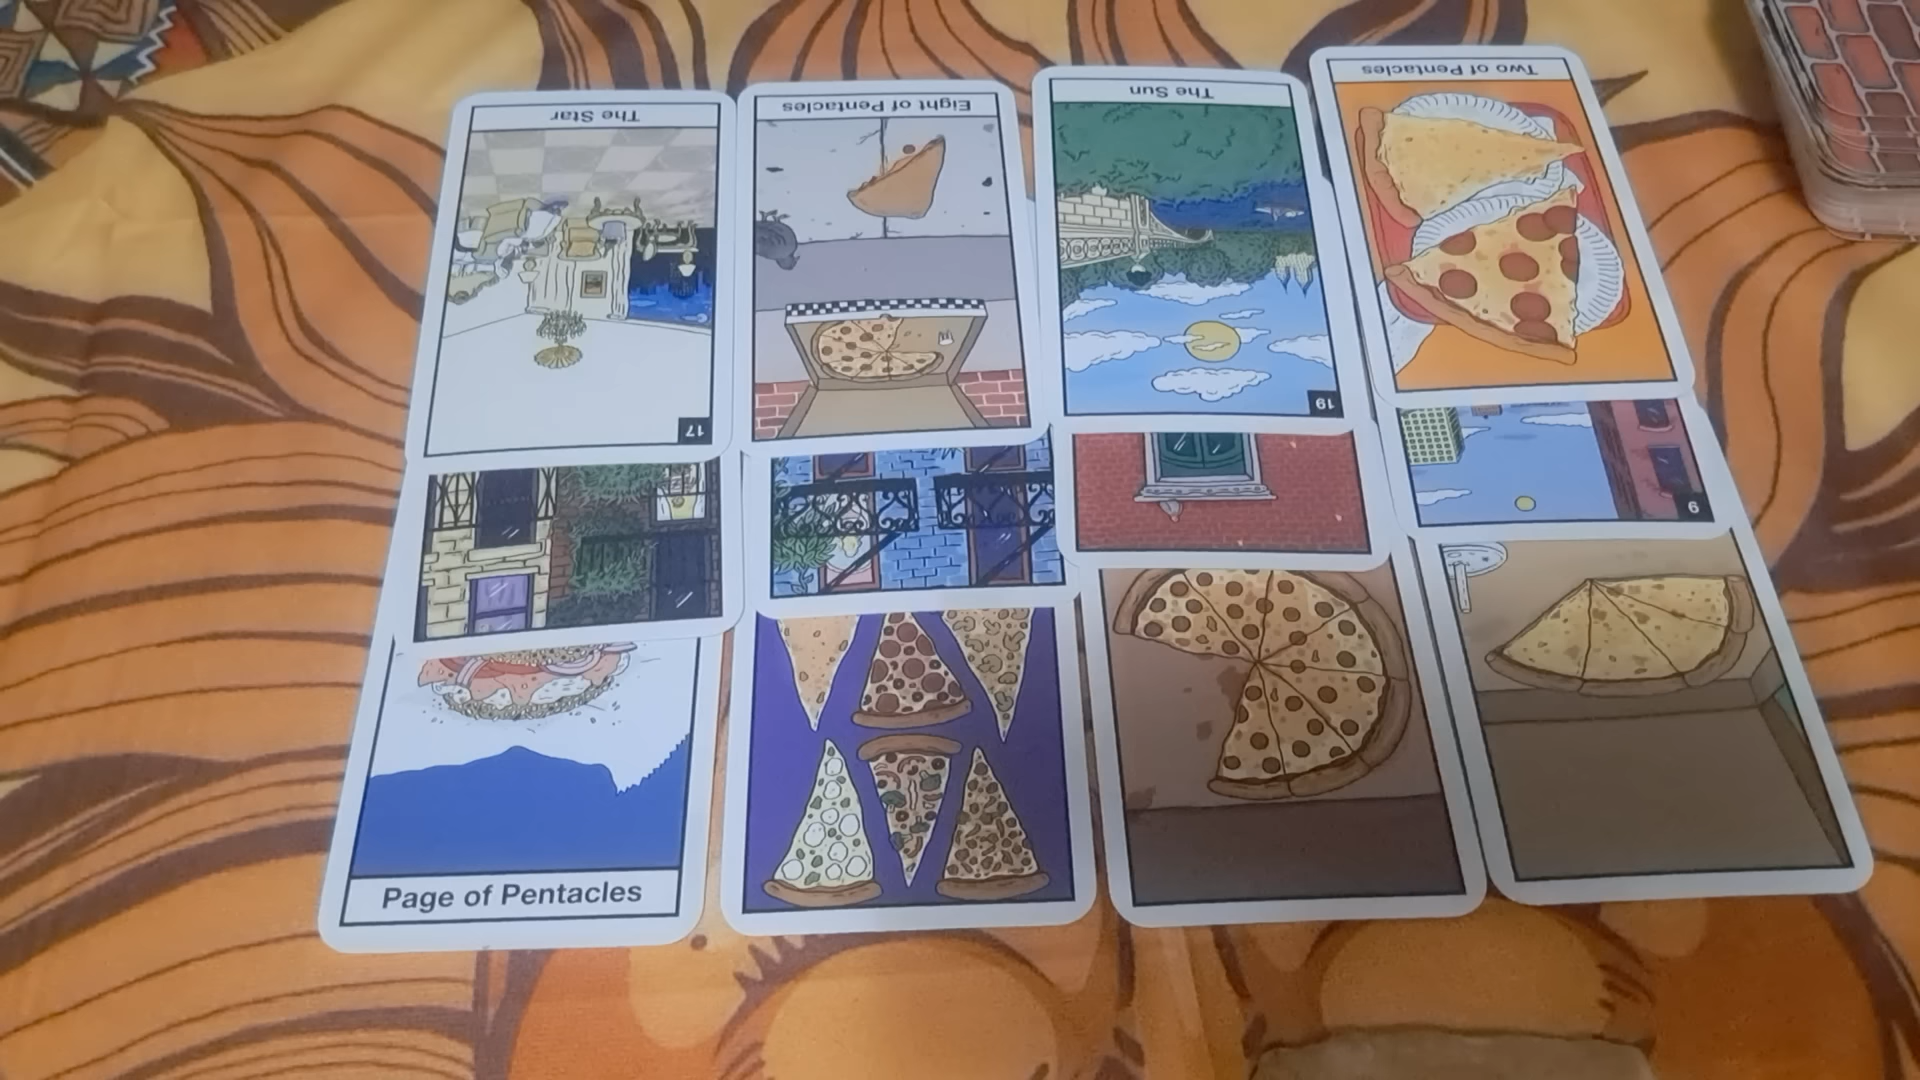 The Star
Eight of Pentacles
The Sun
Two of Pentacles
17
19
9
Page of Pentacles